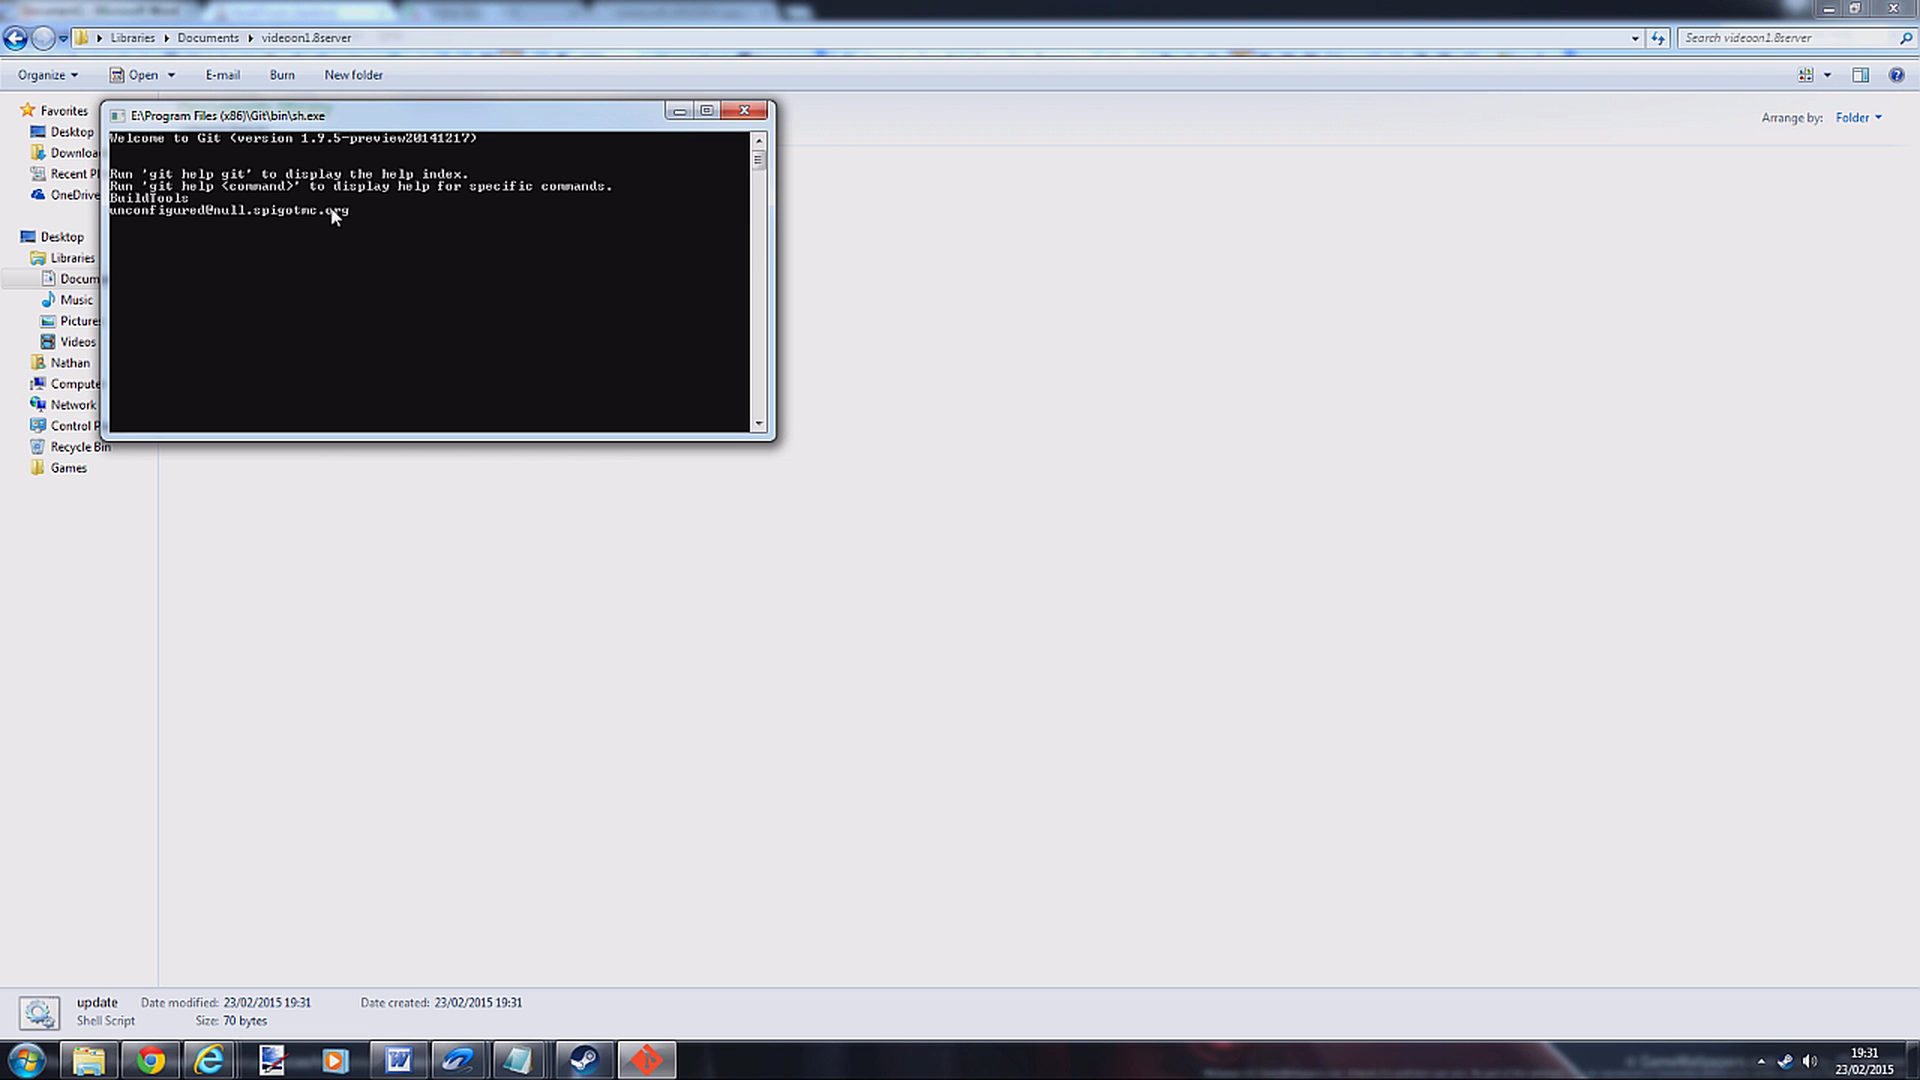 Libraries Documents videoon1.8server
Search videoon1.8server
Organize Open E-mail Burn New folder
Favorites
Desktop
Recent
OneDrive
Desktop
Libraries
Music
Videos
Nathan
Network
Control
Recycle Bin
Games
Arrange by: Folder
E:\Program Files (x86)\Git\bin\sh.exe
Welcome to Git (version 1.9.5-preview20141217)
Run 'git help git' to display the help index.
Run 'git help <command>' to display help for specific commands.
BuildTools
unconfigured@null.spigotmc.org
update Date modified: 23/02/2015 19:31 Date created: 23/02/2015 19:31
Shell Script Size: 70 bytes
19:31
23/02/2015